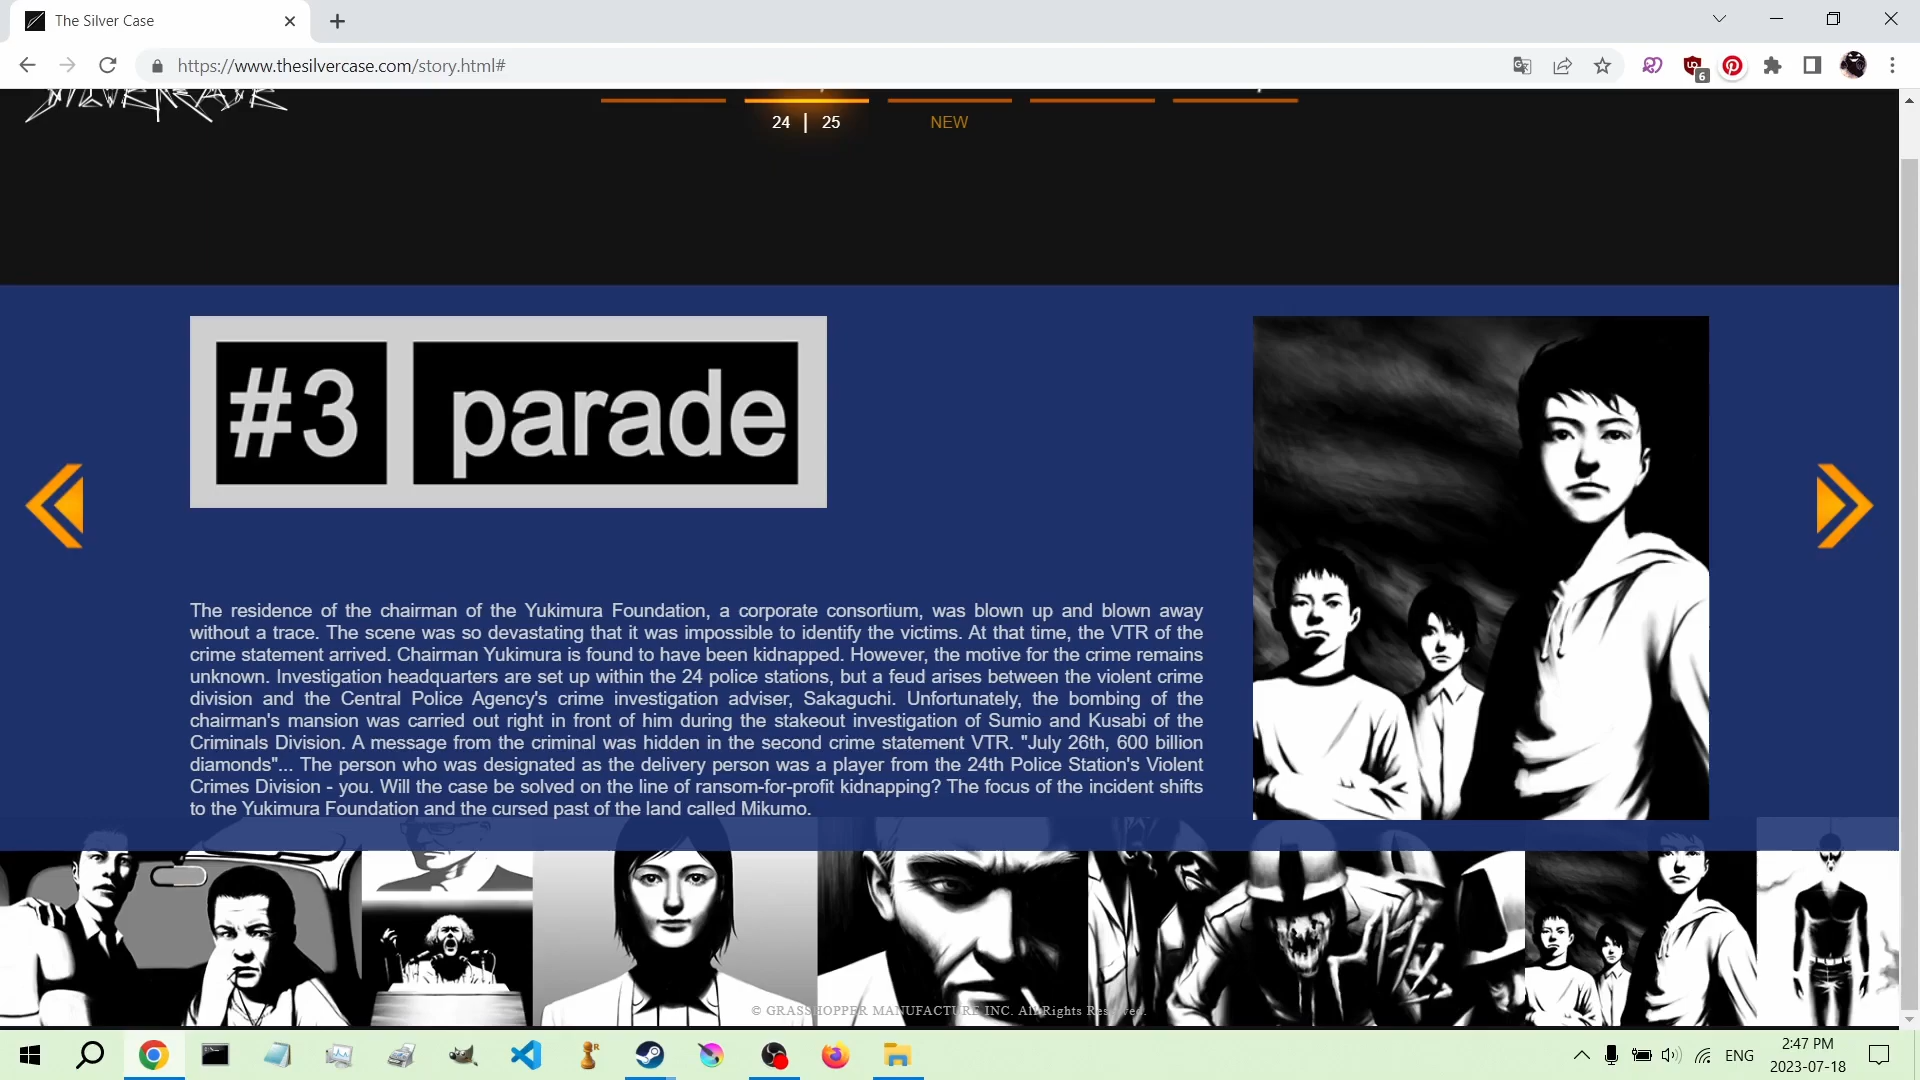 The Silver Case
https://www.thesilvercase.com/story.html#
6
24 | 25
NEW
#3 parade
The residence of the chairman of the Yukimura Foundation, a corporate consortium, was blown up and blown away
without a trace. The scene was so devastating that it was impossible to identify the victims. At that time, the VTR of the
crime statement arrived. Chairman Yukimura is found to have been kidnapped. However, the motive for the crime remains
unknown. Investigation headquarters are set up within the 24 police stations, but a feud arises between the violent crime
division and the Central Police Agency's crime investigation adviser, Sakaguchi. Unfortunately, the bombing of the
chairman's mansion was carried out right in front of him during the stakeout investigation of Sumio and Kusabi of the
Criminals Division. A message from the criminal was hidden in the second crime statement VTR. "July 26th, 600 billion
diamonds"... The person who was designated as the delivery person was a player from the 24th Police Station's Violent
Crimes Division - you. Will the case be solved on the line of ransom-for-profit kidnapping? The focus of the incident shifts
to the Yukimura Foundation and the cursed past of the land called Mikumo.
© GRASSHOPPER MANUFACTURE INC. All Rights Reserved.
ENG
2:47 PM
2023-07-18